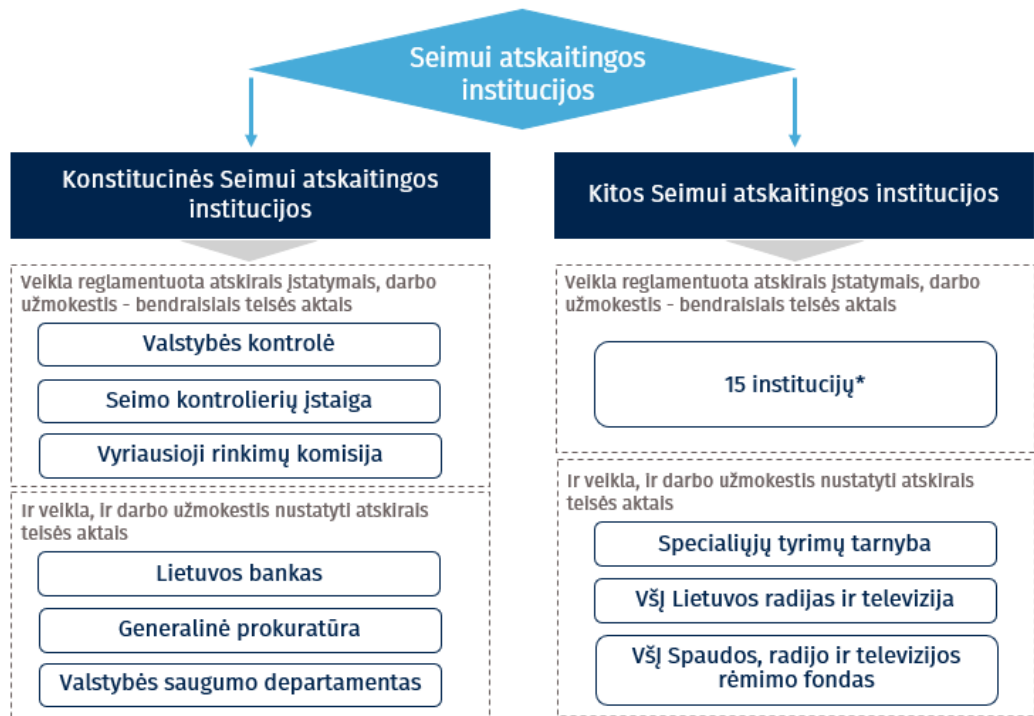 Seimui atskaitingos
institucijos
Konstitucinės Seimui atskaitingos
institucijos
Veikla reglamentuota atskirais įstatymais, darbo
užmokestis - bendraisiais teisės aktais
Valstybės kontrolė
Seimo kontrolierių įstaiga
Vyriausioji rinkimų komisija
Ir veikla, ir darbo užmokestis nustatyti atskirais
teisės aktais
Lietuvos bankas
Generalinė prokuratūra
Valstybės saugumo departamentas
Kitos Seimui atskaitingos institucijos
Veikla reglamentuota atskirais įstatymais, darbo
užmokestis - bendraisiais teisės aktais
15 institucijų*
Ir veikla, ir darbo užmokestis nustatyti atskirais
teisės aktais
Specialiųjų tyrimų tarnyba
VšĮ Lietuvos radijas ir televizija
VšĮ Spaudos, radijo ir televizijos
rėmimo fondas